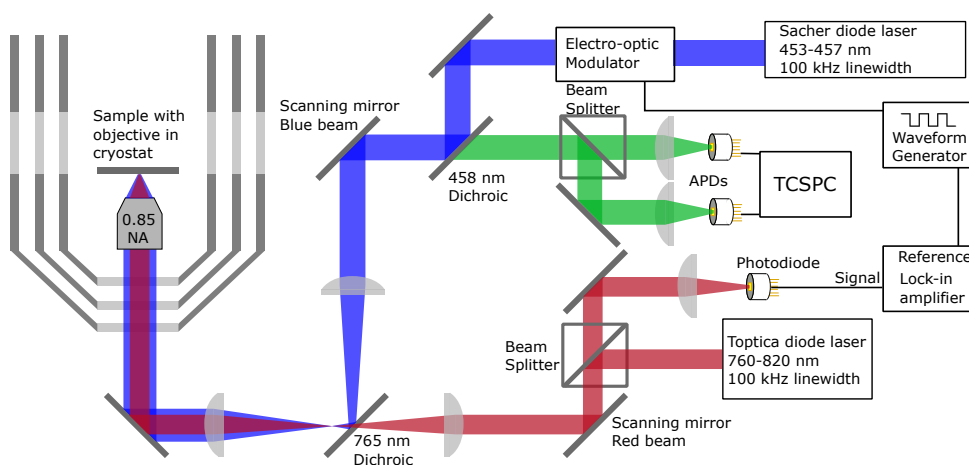 Sample with
objective in
cryostat
0.85
NA
Scanning mirror
Blue beam
458 nm
Dichroic
Electro-optic
Modulator
Beam
Splitter
Sacher diode laser
453-457 nm
100 kHz linewidth
Waveform
Generator
APDs
TCSPC
Photodiode
Signal
Reference
Lock-in
amplifier
Beam
Splitter
Toptica diode laser
760-820 nm
100 kHz linewidth
Scanning mirror
Red beam
765 nm
Dichroic